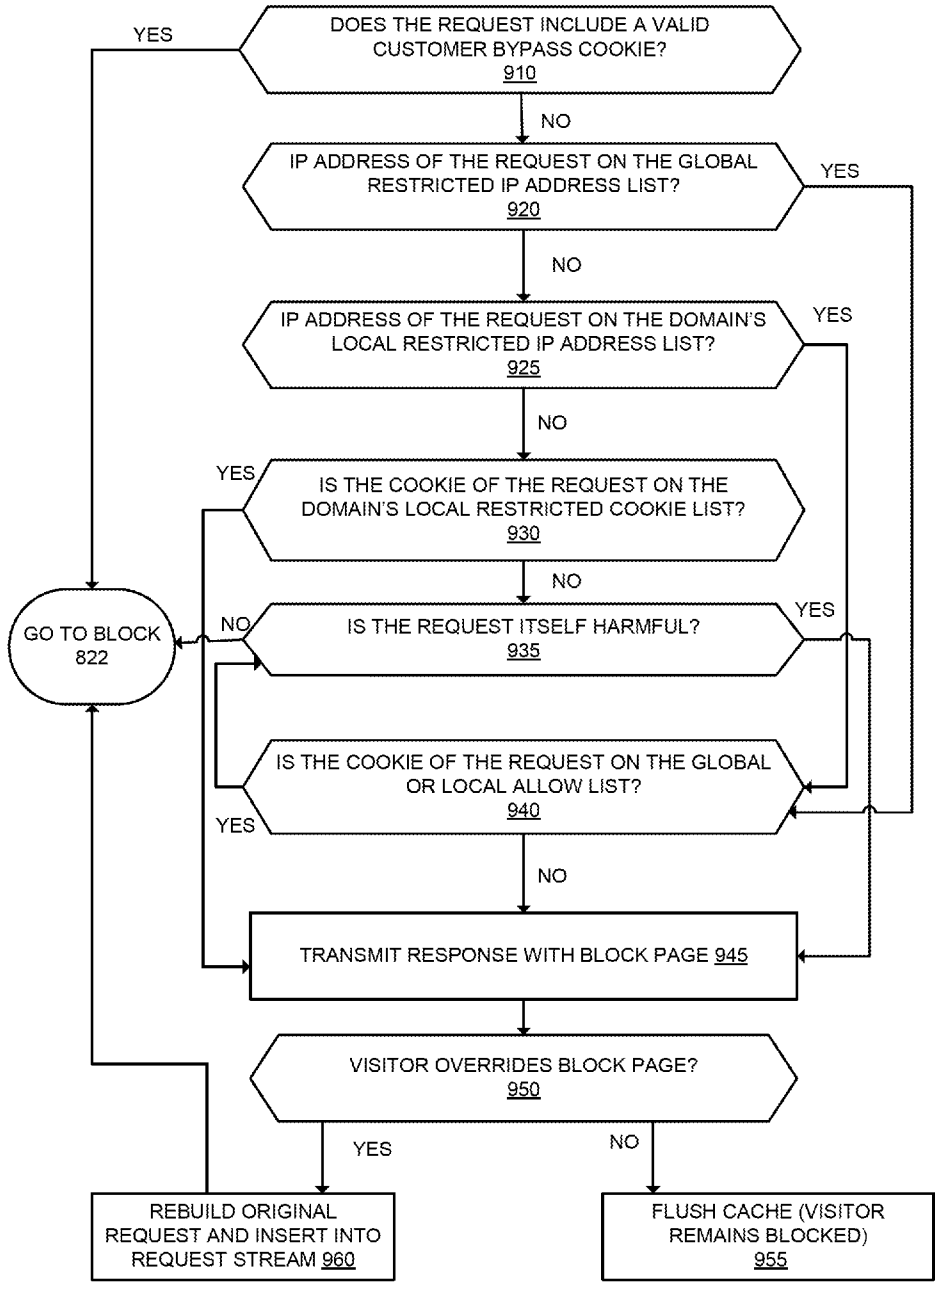 YES
DOES THE REQUEST INCLUDE A VALID
CUSTOMER BYPASS COOKIE?
910
NO
IP ADDRESS OF THE REQUEST ON THE GLOBAL
RESTRICTED IP ADDRESS LIST?
920
YES
NO
IP ADDRESS OF THE REQUEST ON THE DOMAIN'S
LOCAL RESTRICTED IP ADDRESS LIST?
925
YES
NO
YES
IS THE COOKIE OF THE REQUEST ON THE
DOMAIN'S LOCAL RESTRICTED COOKIE LIST?
930
NO
GO TO BLOCK
822
NO
IS THE REQUEST ITSELF HARMFUL?
935
YES
IS THE COOKIE OF THE REQUEST ON THE GLOBAL
OR LOCAL ALLOW LIST?
940
YES
NO
TRANSMIT RESPONSE WITH BLOCK PAGE 945
VISITOR OVERRIDES BLOCK PAGE?
950
YES
NO
REBUILD ORIGINAL
REQUEST AND INSERT INTO
REQUEST STREAM 960
FLUSH CACHE (VISITOR
REMAINS BLOCKED)
955